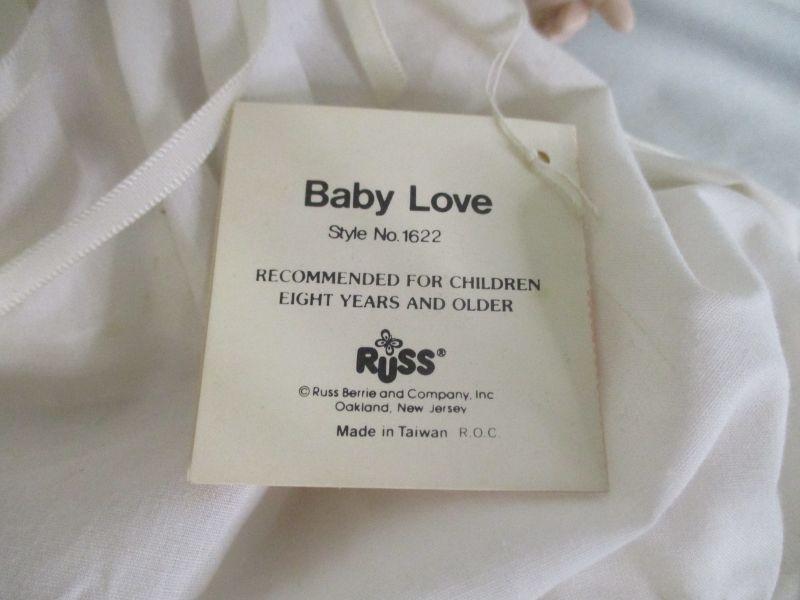 Baby Love
Style No. 1622
RECOMMENDED FOR CHILDREN
EIGHT YEARS AND OLDER
RUSS®
© Russ Berrie and Company, Inc
Oakland, New Jersey
Made in Taiwan R.O.C.